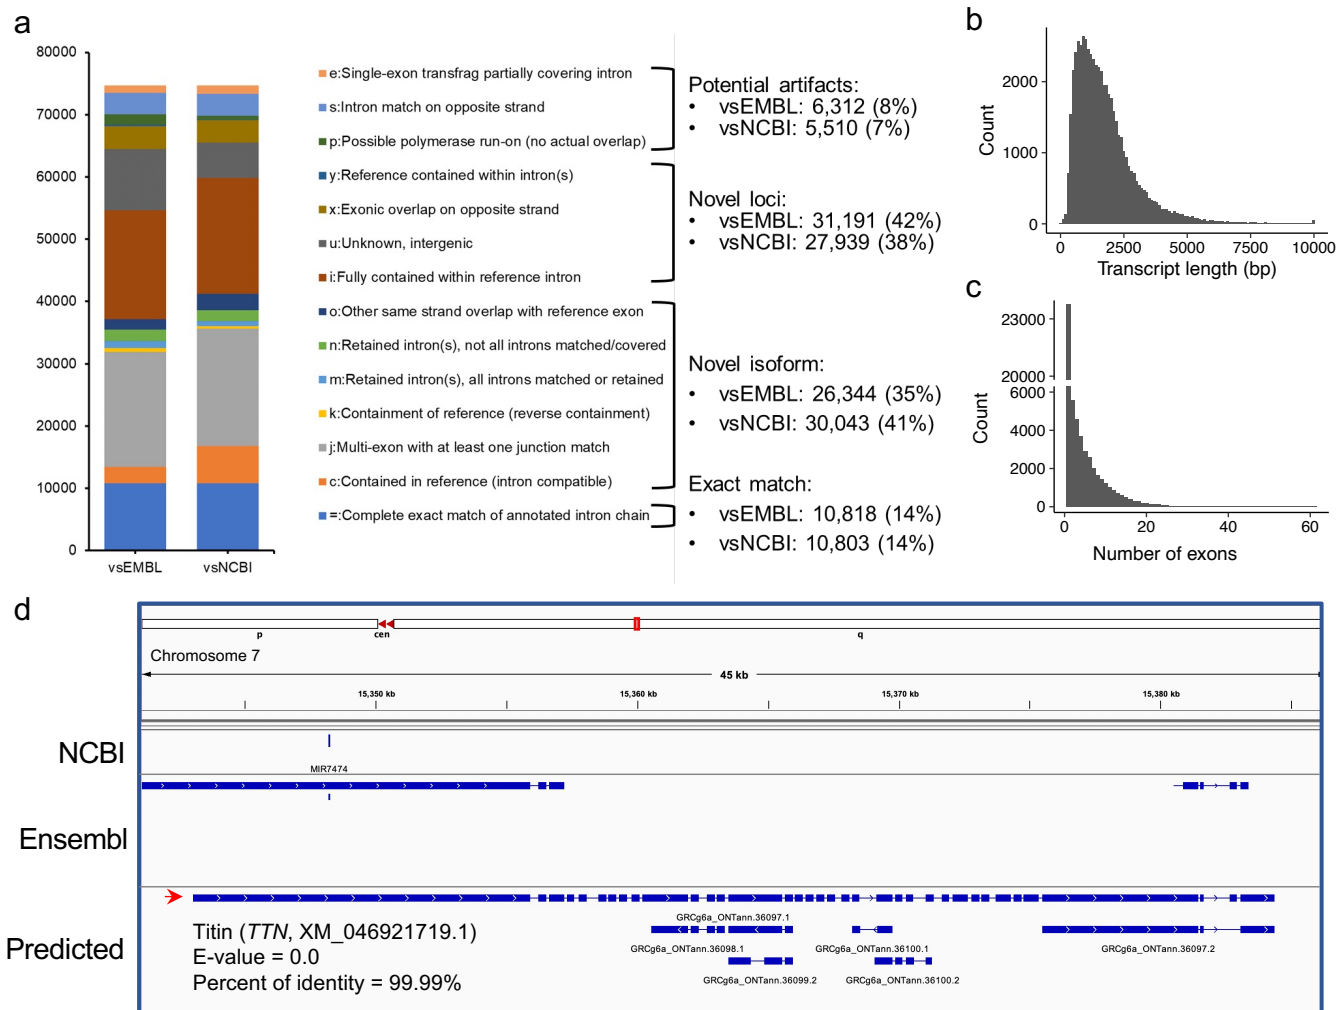 a
80000
70000
60000
50000
40000
30000
20000
10000
0
vsEMBL
vsNCBI
e:Single-exon transfrag partially covering intron
s:Intron match on opposite strand
p:Possible polymerase run-on (no actual overlap)
y:Reference contained within intron(s)
x:Exonic overlap on opposite strand
u:Unknown, intergenic
i:Fully contained within reference intron
o:Other same strand overlap with reference exon
n:Retained intron(s), not all introns matched/covered
m:Retained intron(s), all introns matched or retained
k:Containment of reference (reverse containment)
j:Multi-exon with at least one junction match
c:Contained in reference (intron compatible)
=:Complete exact match of annotated intron chain
Potential artifacts:
• vsEMBL: 6,312 (8%)
• vsNCBI: 5,510 (7%)
Novel loci:
• vsEMBL: 31,191 (42%)
• vsNCBI: 27,939 (38%)
Novel isoform:
• vsEMBL: 26,344 (35%)
• vsNCBI: 30,043 (41%)
Exact match:
• vsEMBL: 10,818 (14%)
• vsNCBI: 10,803 (14%)
b
Count
2000
1000
0
0 2500 5000 7500 10000
Transcript length (bp)
c
Count
23000
20000
6000
4000
2000
0
0 20 40 60
Number of exons
d
p cen q
Chromosome 7
45 kb
15,350 kb 15,360 kb 15,370 kb 15,380 kb
NCBI
MIR7474
Ensembl
Predicted
GRCg6a_ONTann.36097.1
Titin (TTN, XM_046921719.1)
E-value = 0.0
Percent of identity = 99.99%
GRCg6a_ONTann.36098.1 GRCg6a_ONTann.36100.1 GRCg6a_ONTann.36097.2
GRCg6a_ONTann.36099.2 GRCg6a_ONTann.36100.2